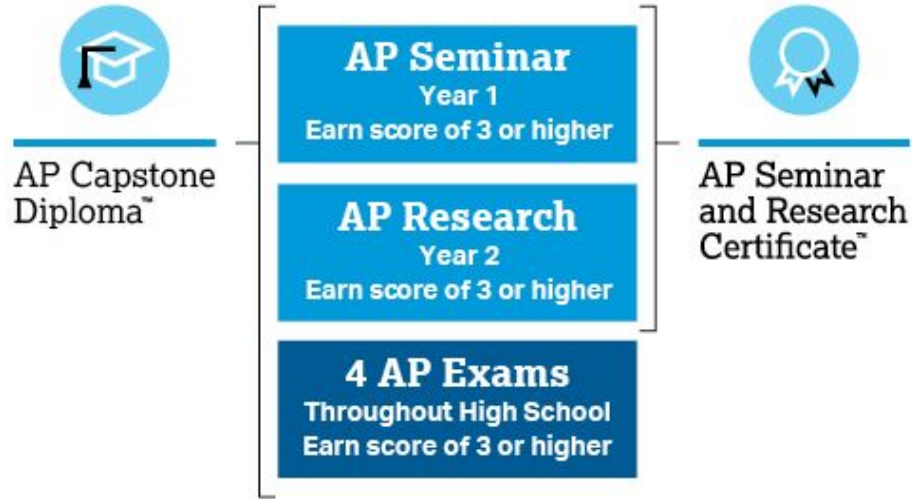 AP Capstone
Diploma™
AP Seminar
Year 1
Earn score of 3 or higher
AP Research
Year 2
Earn score of 3 or higher
4 AP Exams
Throughout High School
Earn score of 3 or higher
AP Seminar
and Research
Certificate™